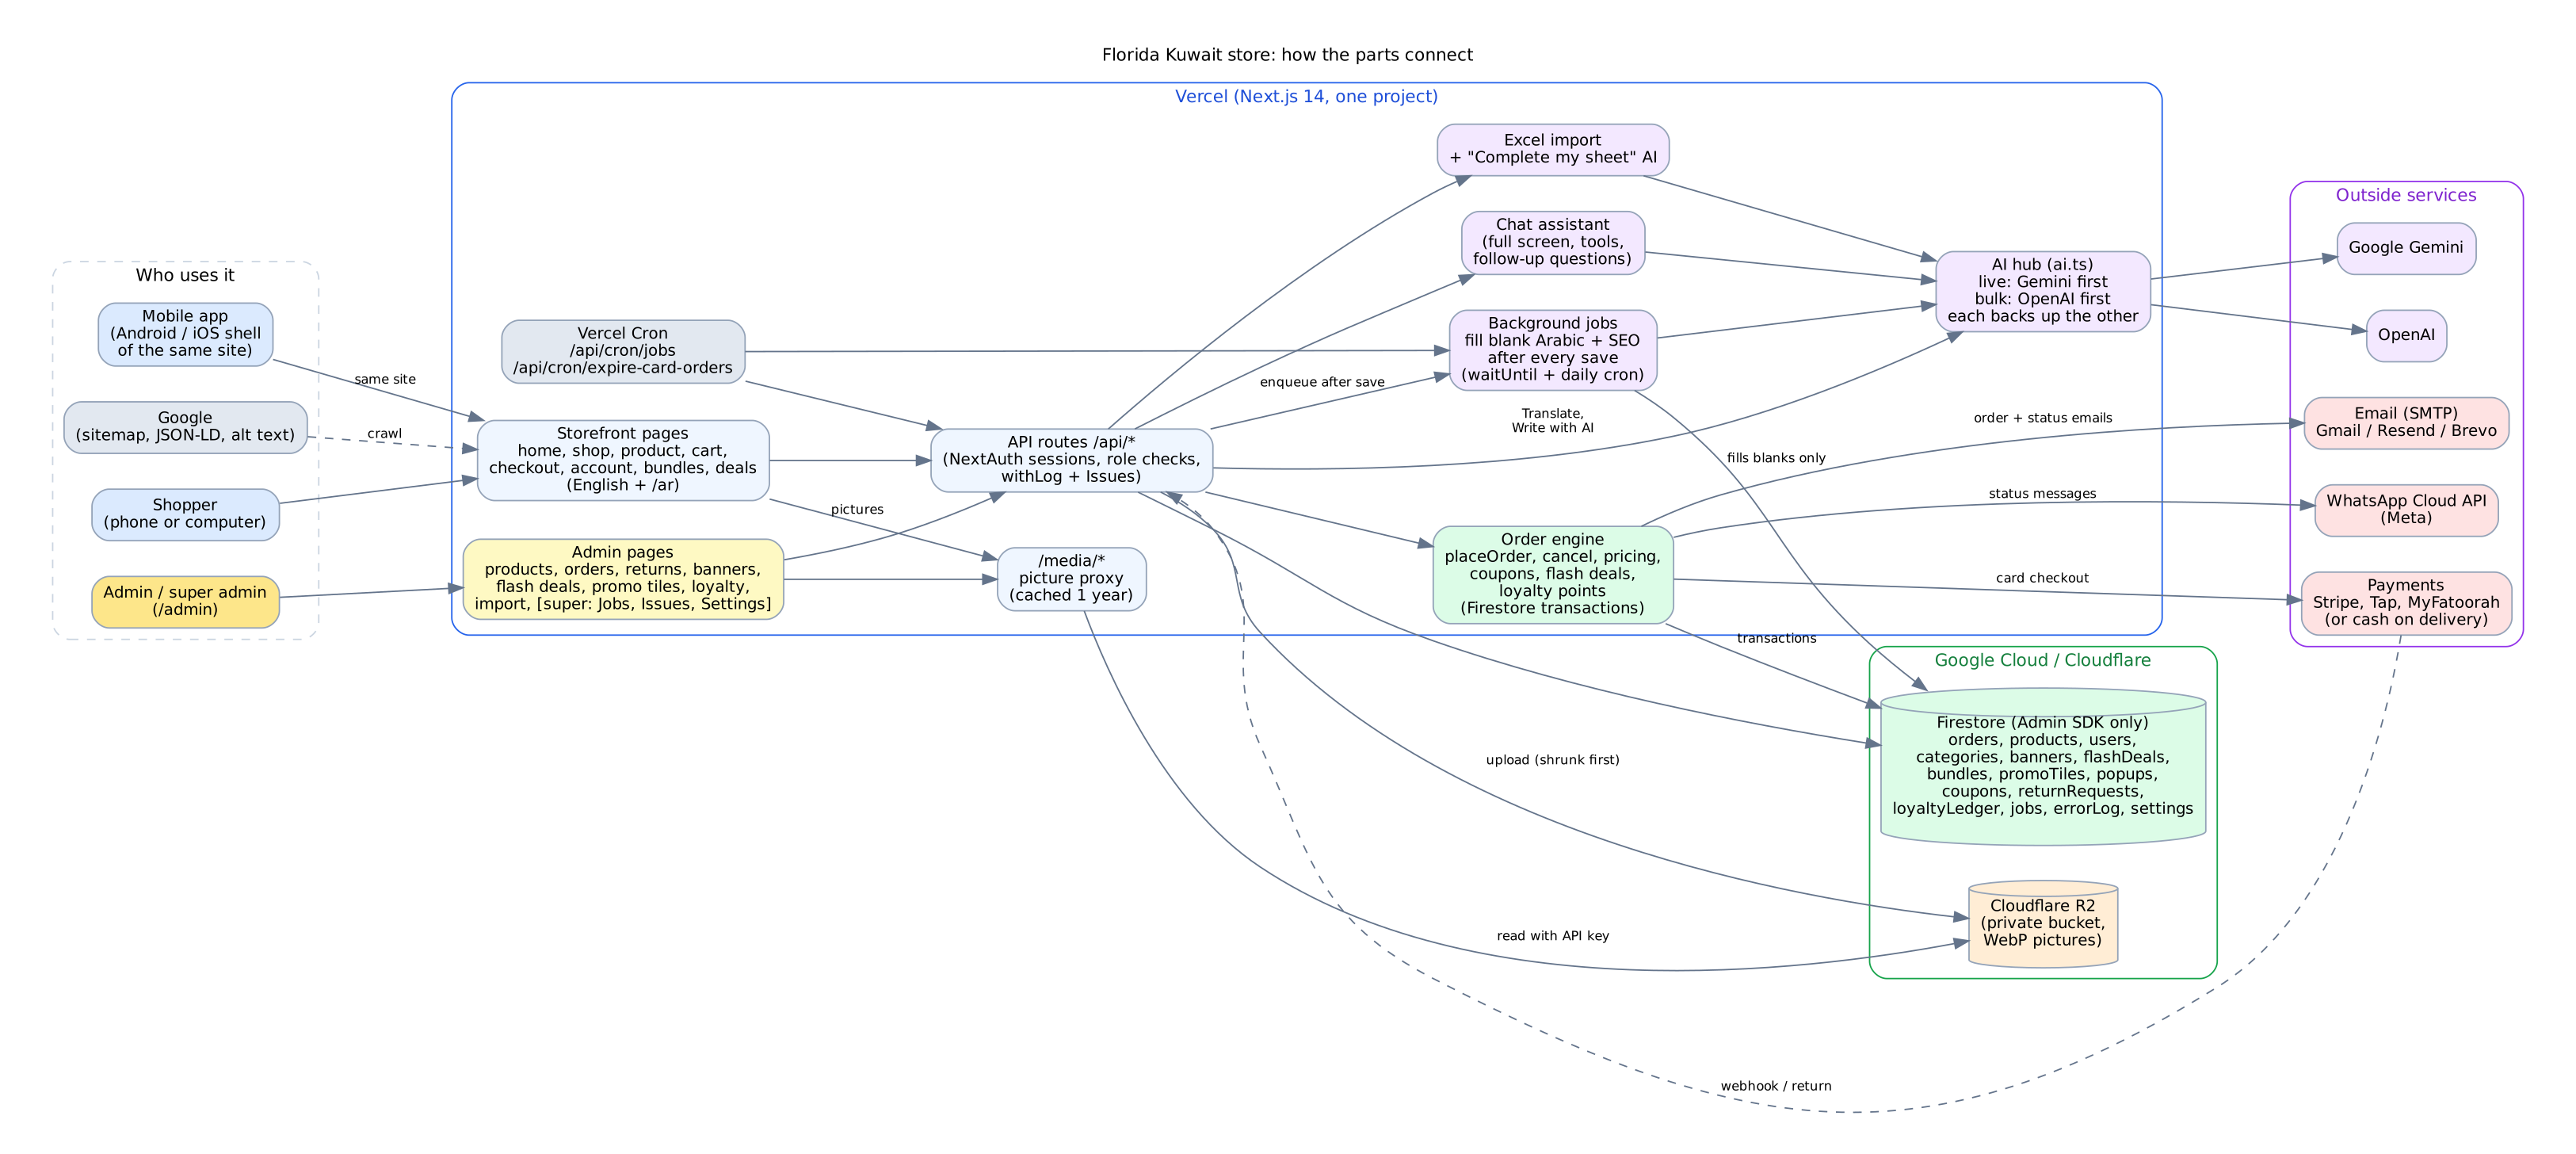 Florida Kuwait store: how the parts connect
Who uses it
Mobile app
(Android / iOS shell
of the same site)
Google
(sitemap, JSON-LD, alt text)
Shopper
(phone or computer)
Admin / super admin
(/admin)
same site
crawl
Vercel (Next.js 14, one project)
Vercel Cron
/api/cron/jobs
/api/cron/expire-card-orders
Storefront pages
home, shop, product, cart,
checkout, account, bundles, deals
(English + /ar)
Admin pages
products, orders, returns, banners,
flash deals, promo tiles, loyalty,
import, [super: Jobs, Issues, Settings]
pictures
API routes /api/*
(NextAuth sessions, role checks,
withLog + Issues)
/media/*
picture proxy
(cached 1 year)
enqueue after save
Excel import
+ "Complete my sheet" AI
Chat assistant
(full screen, tools,
follow-up questions)
Background jobs
fill blank Arabic + SEO
after every save
(waitUntil + daily cron)
Translate,
Write with AI
Order engine
placeOrder, cancel, pricing,
coupons, flash deals,
loyalty points
(Firestore transactions)
fills blanks only
transactions
AI hub (ai.ts)
live: Gemini first
bulk: OpenAI first
each backs up the other
order + status emails
status messages
card checkout
Outside services
Google Gemini
OpenAI
Email (SMTP)
Gmail / Resend / Brevo
WhatsApp Cloud API
(Meta)
Payments
Stripe, Tap, MyFatoorah
(or cash on delivery)
Google Cloud / Cloudflare
Firestore (Admin SDK only)
orders, products, users,
categories, banners, flashDeals,
bundles, promoTiles, popups,
coupons, returnRequests,
loyaltyLedger, jobs, errorLog, settings
Cloudflare R2
(private bucket,
WebP pictures)
upload (shrunk first)
read with API key
webhook / return